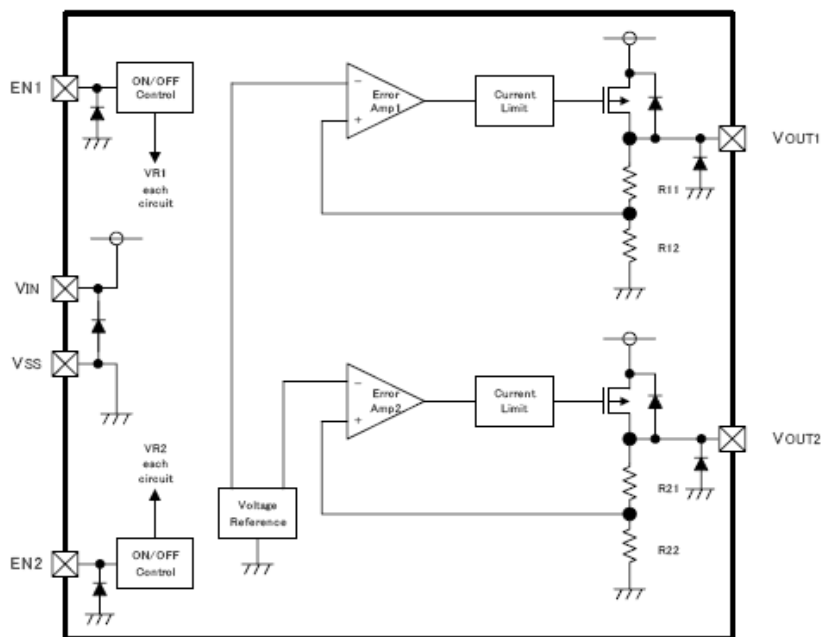 EN1
ON/OFF
Control
VR1
each
circuit
−
Error
Amp1
+
Current
Limit
VOUT1
R11
R12
VIN
VSS
−
Error
Amp2
+
Current
Limit
VOUT2
R21
R22
VR2
each
circuit
Voltage
Reference
EN2
ON/OFF
Control